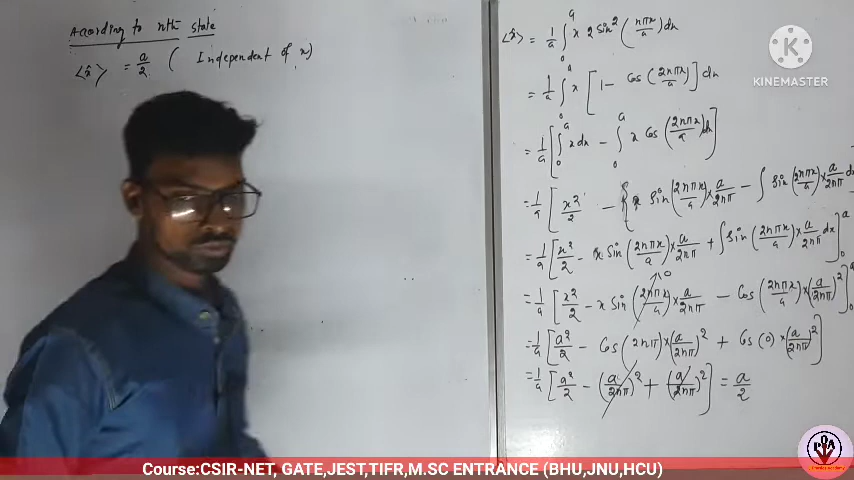 According to nth state
<x̂> = a/2 ( Independent of n)
<x̂> = 1/a ∫₀ᵃ x 2 sin² (nπx/a) dx
= 1/a ∫₀ᵃ x [ 1 - Cos (2nπx/a) ] dx
= 1/a [ ∫₀ᵃ x dx - ∫₀ᵃ x Cos (2nπx/a) dx ]
= 1/a [ x²/2 - { x Sin (2nπx/a) × a/2nπ - ∫ Sin (2nπx/a) × a/2nπ dx
= 1/a [ x²/2 - x Sin (2nπx/a) × a/2nπ + ∫ Sin (2nπx/a) × a/2nπ dx ]₀ᵃ
= 1/a [ x²/2 - x Sin (2nπx/a) → 0 × a/2nπ - Cos (2nπx/a) × (a/2nπ)² ]₀ᵃ
= 1/a [ a²/2 - Cos (2nπ) × (a/2nπ)² + Cos (0) × (a/2nπ)² ]
= 1/a [ a²/2 - (a/2nπ)² + (a/2nπ)² ] = a/2
KINEMASTER
Course:CSIR-NET, GATE,JEST,TIFR,M.SC ENTRANCE (BHU,JNU,HCU)